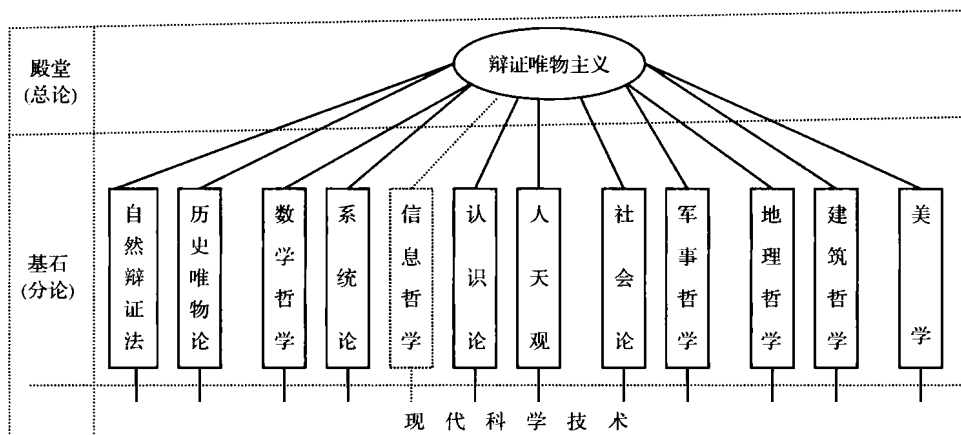 殿堂
(总论)
辩证唯物主义
基石
(分论)
自然辩证法
历史唯物论
数学哲学
系统论
信息哲学
认识论
人天观
社会论
军事哲学
地理哲学
建筑哲学
美学
现代科学技术